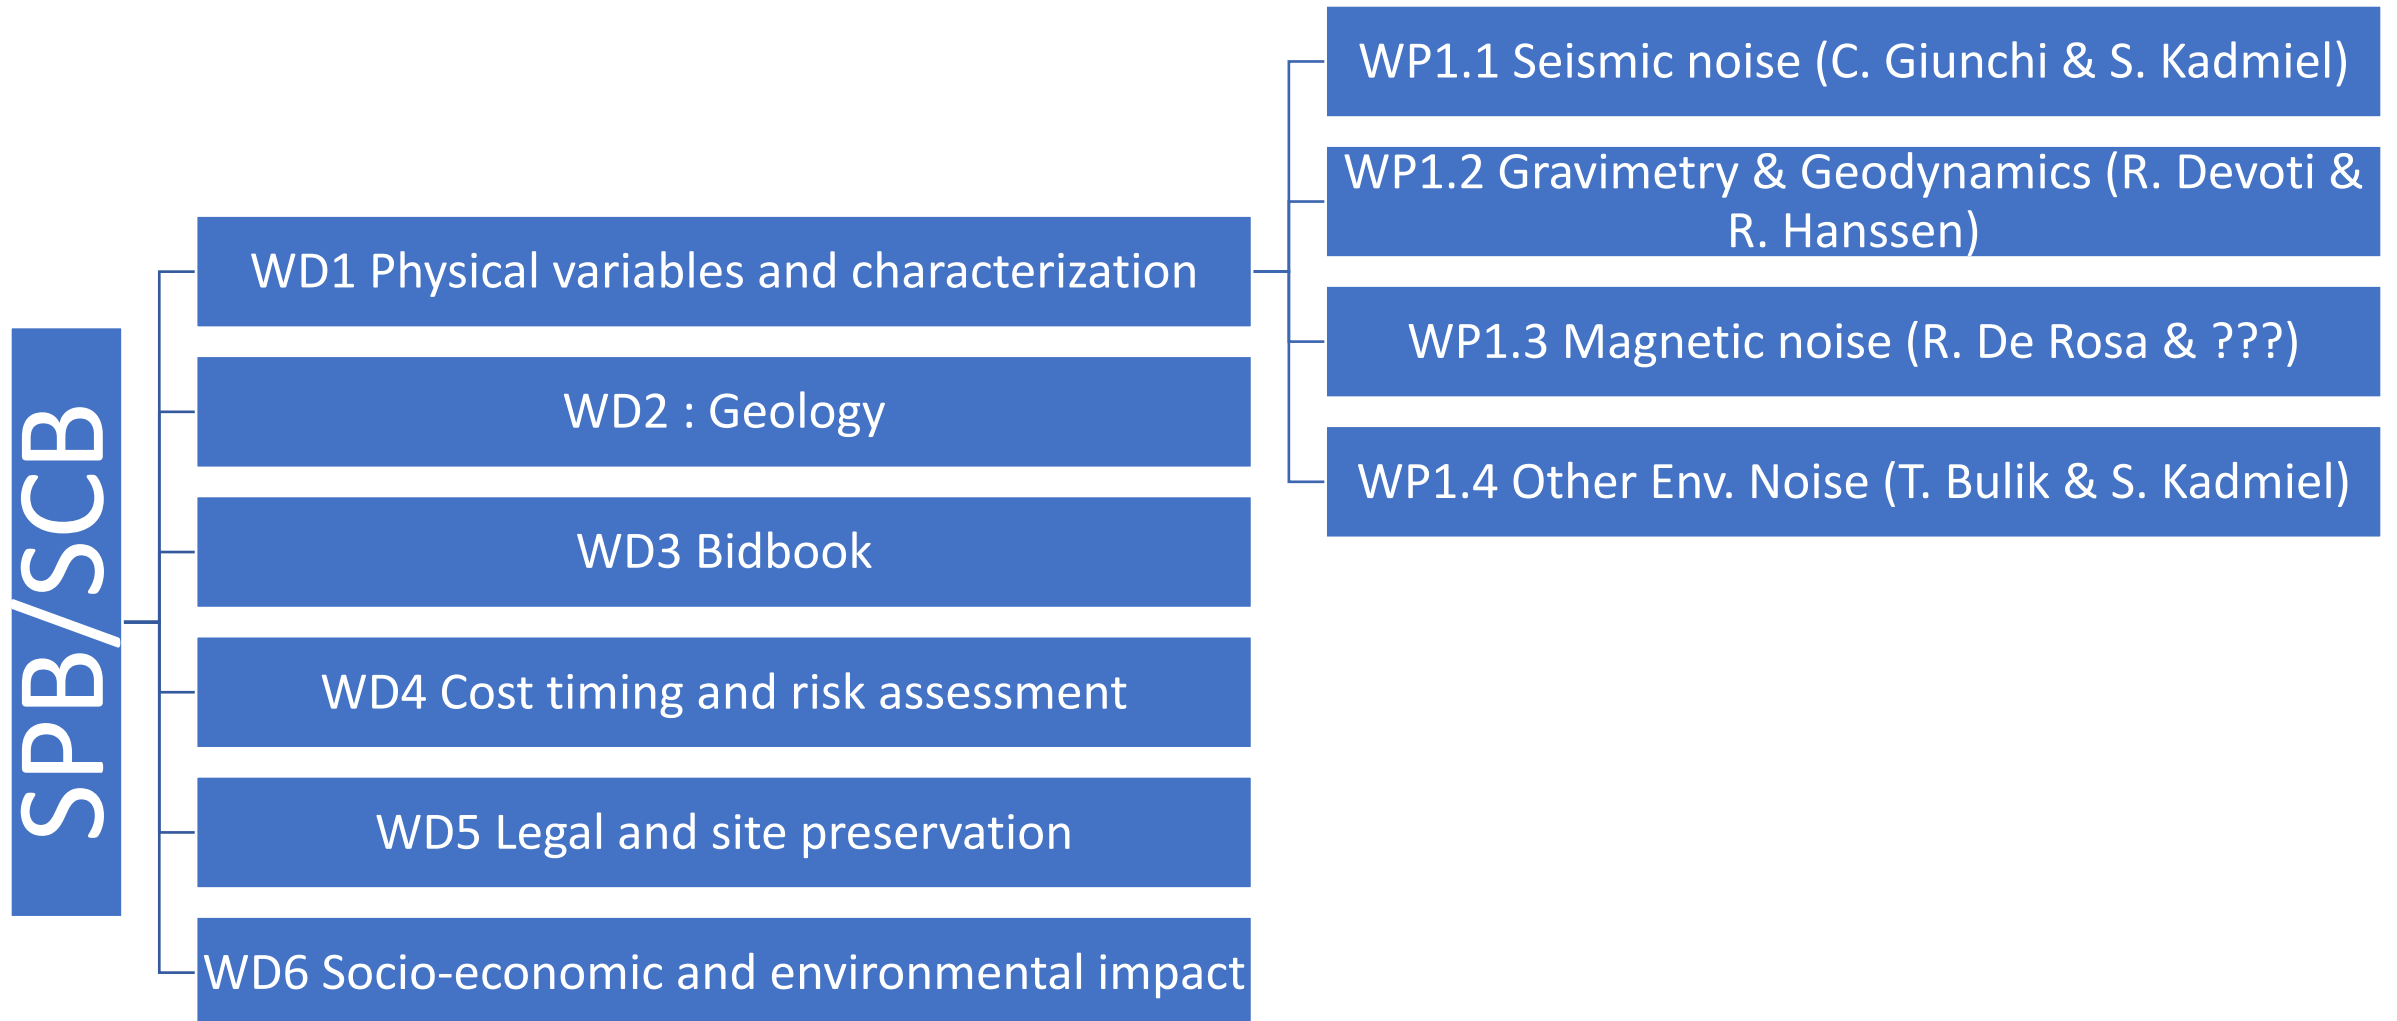 SPB/SCB
WD1 Physical variables and characterization
WD2 : Geology
WD3 Bidbook
WD4 Cost timing and risk assessment
WD5 Legal and site preservation
WD6 Socio-economic and environmental impact
WP1.1 Seismic noise (C. Giunchi & S. Kadmiel)
WP1.2 Gravimetry & Geodynamics (R. Devoti &
R. Hanssen)
WP1.3 Magnetic noise (R. De Rosa & ???)
WP1.4 Other Env. Noise (T. Bulik & S. Kadmiel)